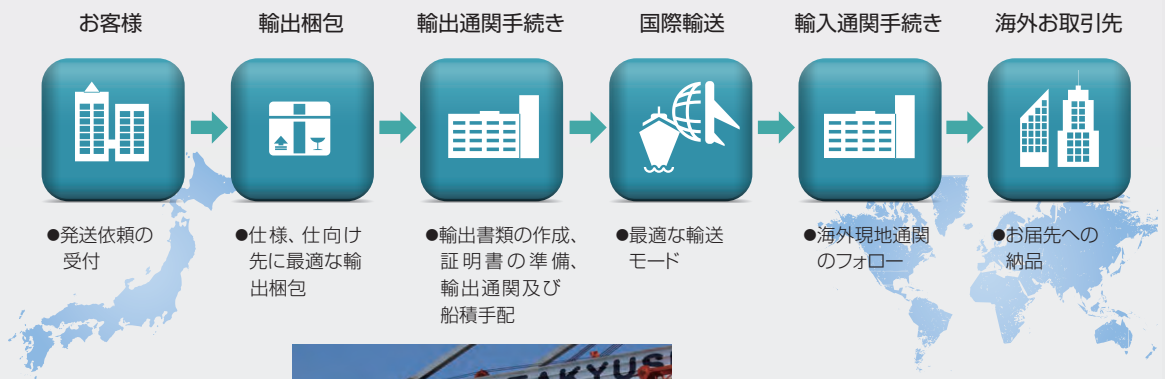 お客様
輸出梱包
輸出通関手続き
国際輸送
輸入通関手続き
海外お取引先
●発送依頼の
受付
●仕様、仕向け
先に最適な輸
出梱包
●輸出書類の作成、
証明書の準備、
輸出通関及び
船積手配
●最適な輸送
モード
●海外現地通関
のフォロー
●お届先への
納品